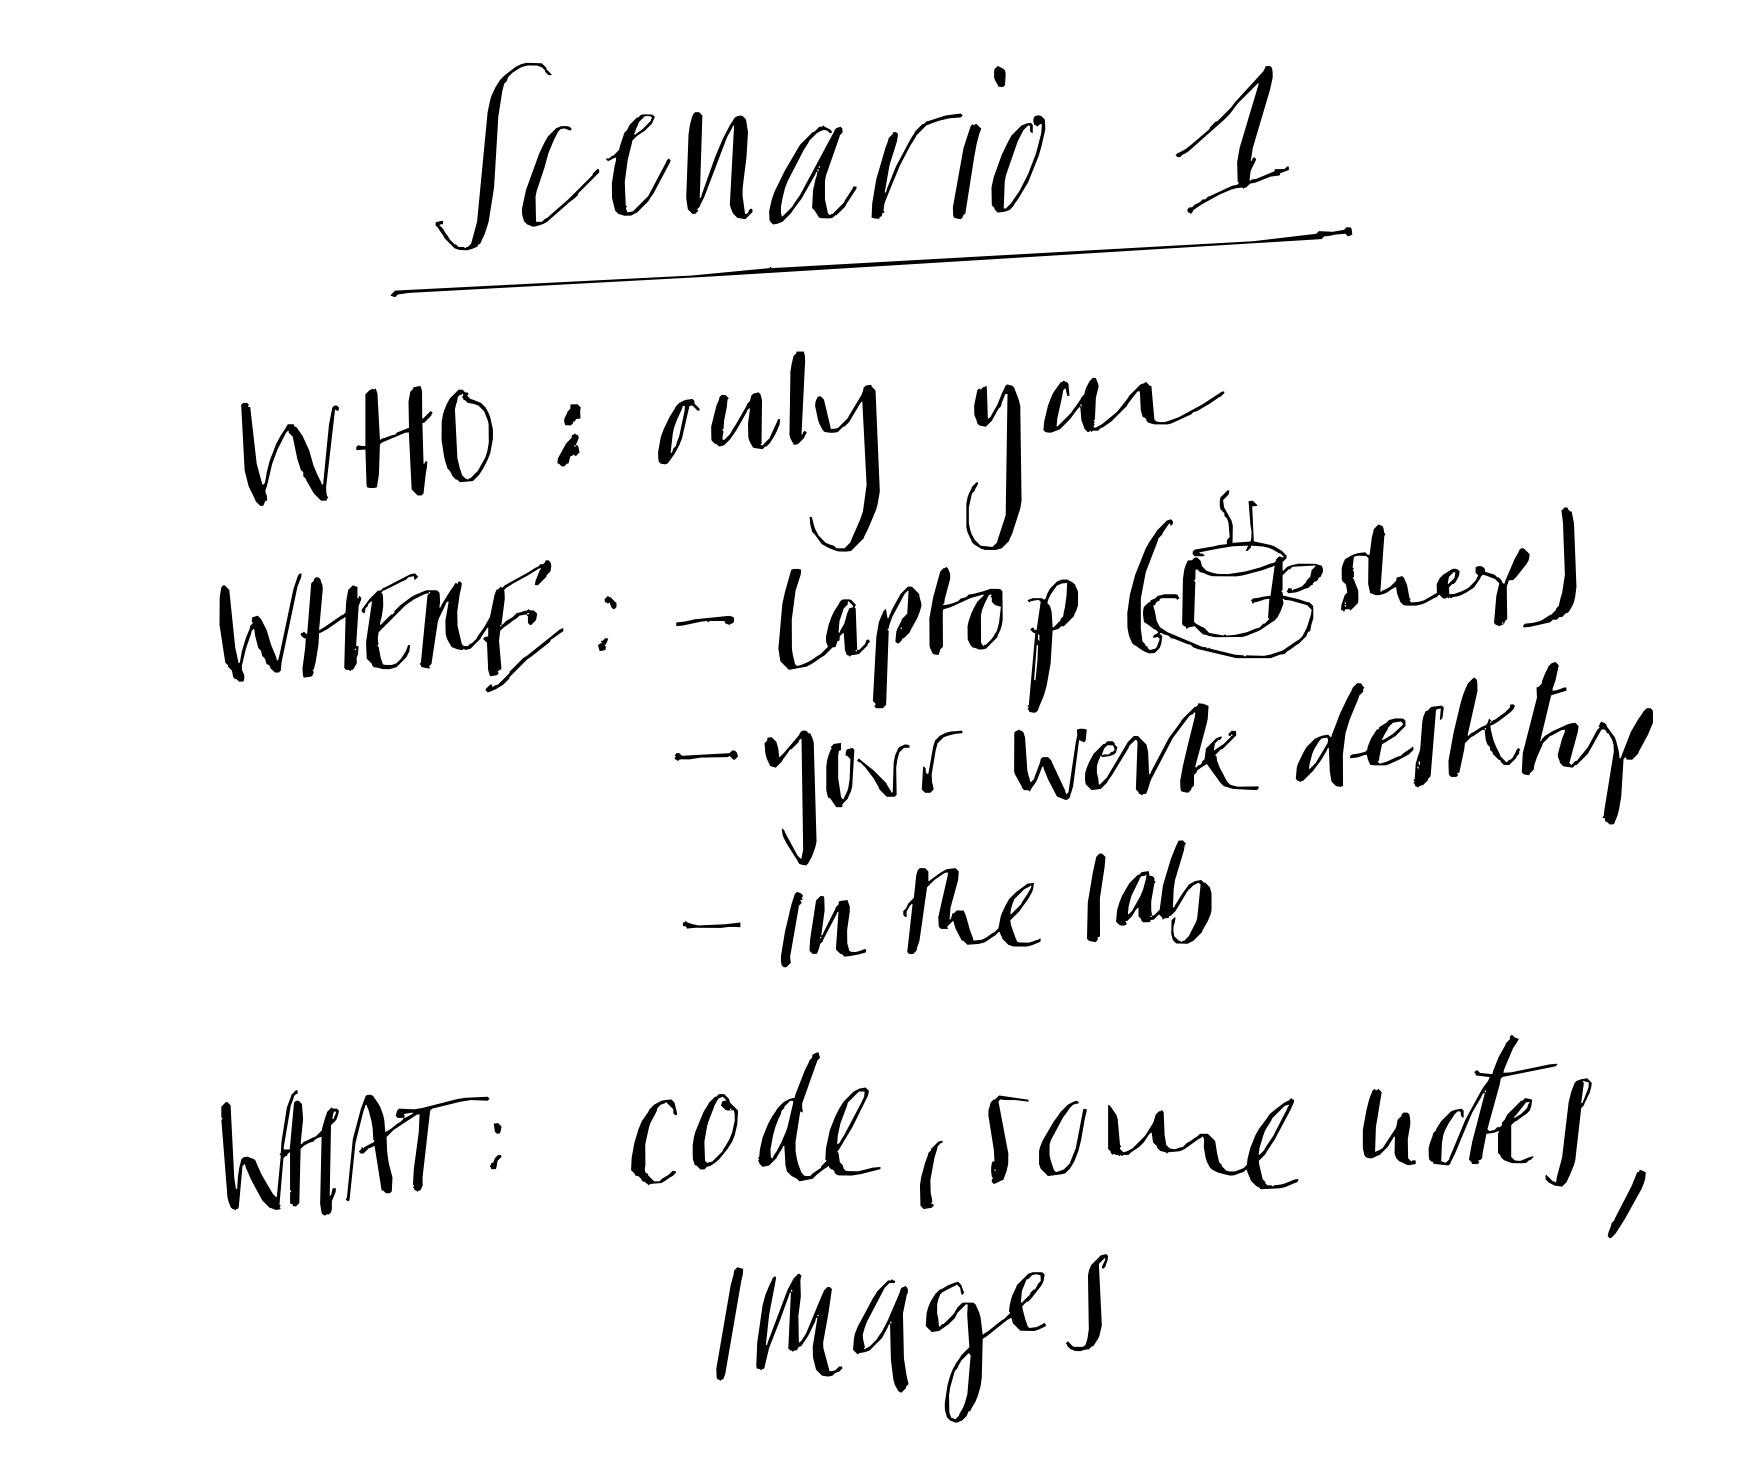 Scenario 1
WHO: only you
WHERE: - laptop (shop)
- your work desktop
- in the lab
WHAT: code, some notes,
images